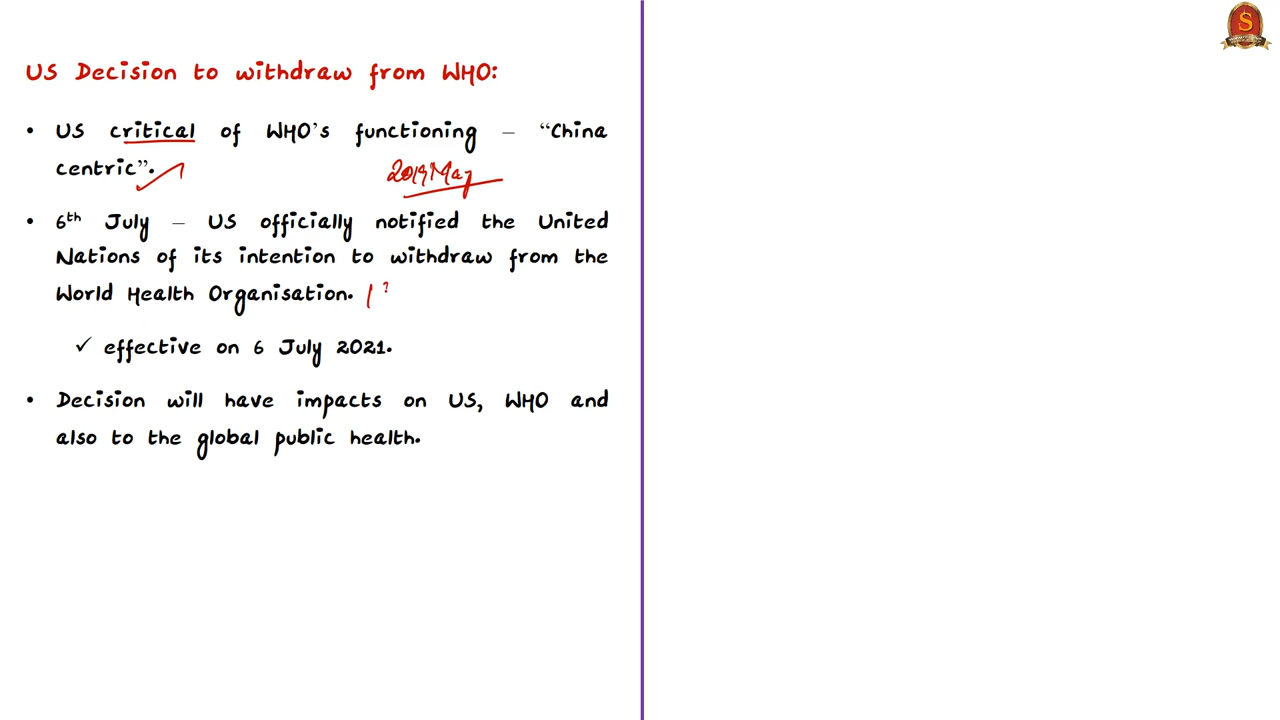 US Decision to withdraw from WHO:
• US critical of WHO's functioning – “China
centric”.
2019 May
• 6th July – US officially notified the United
Nations of its intention to withdraw from the
World Health Organisation.
✓ effective on 6 July 2021.
• Decision will have impacts on US, WHO and
also to the global public health.
S